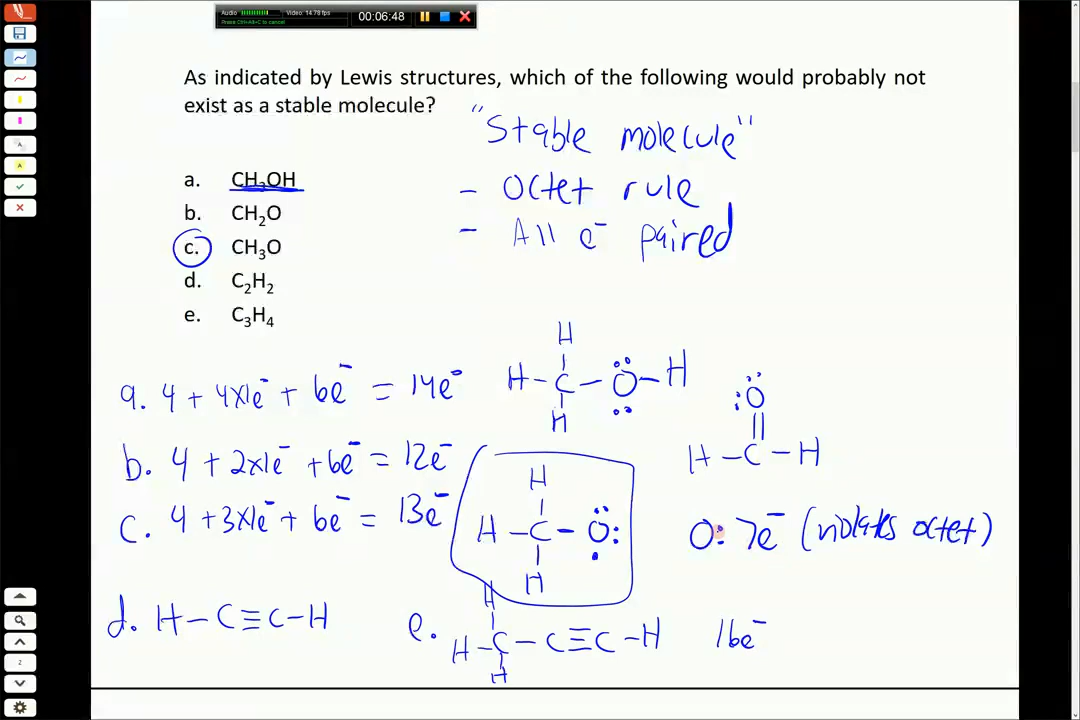 Audio Video: 14.78 fps
Press Ctrl+Alt+C to cancel
00:06:48
As indicated by Lewis structures, which of the following would probably not
exist as a stable molecule?
"Stable molecule"
- Octet rule
- All e⁻ paired
a. CH₃OH
b. CH₂O
c. CH₃O
d. C₂H₂
e. C₃H₄
a. 4 + 4x1e⁻ + 6e⁻ = 14e⁻
H
H - C - O - H
H
O
H - C - H
b. 4 + 2x1e⁻ + 6e⁻ = 12e⁻
c. 4 + 3x1e⁻ + 6e⁻ = 13e⁻
H
H - C - O:
H
O: 7e⁻ (violates octet)
d. H - C ≡ C - H
e.
H
H - C - C ≡ C - H
H
16e⁻
2